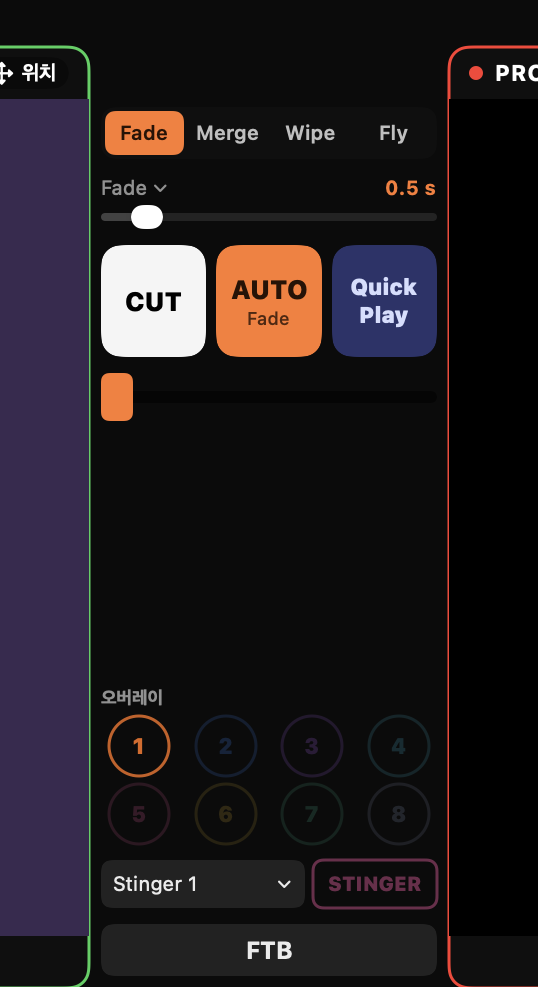 위치
PRO
Fade Merge Wipe Fly
Fade 0.5 s
CUT
AUTO
Fade
Quick
Play
오버레이
1 2 3 4
5 6 7 8
Stinger 1
STINGER
FTB